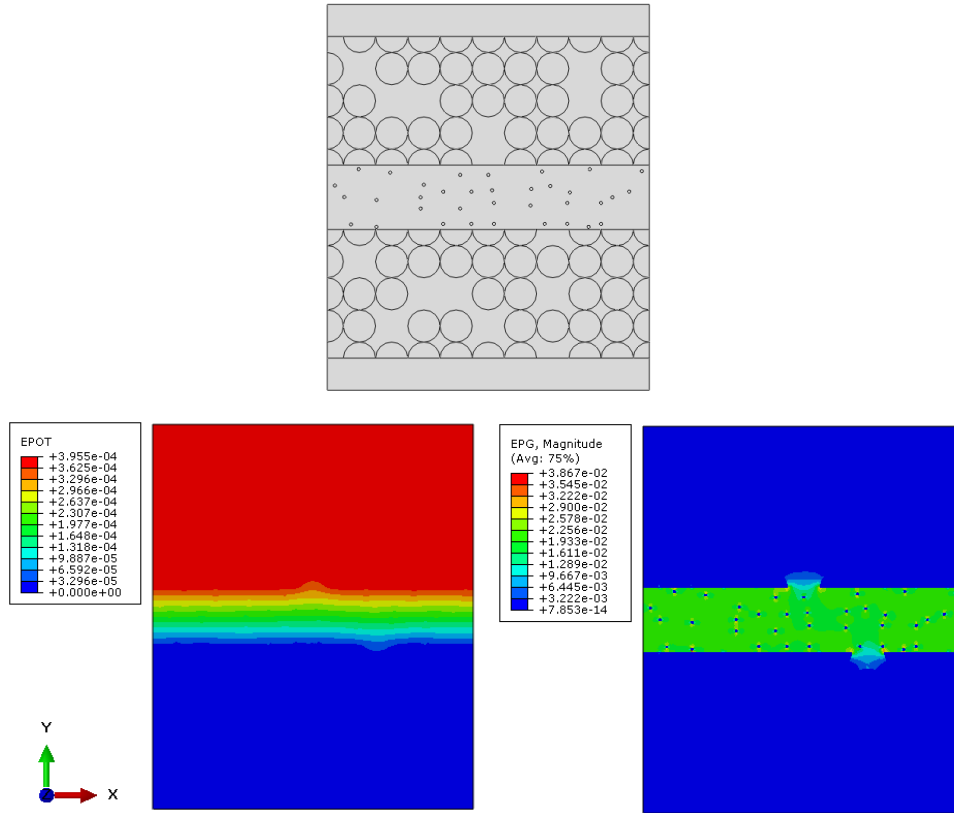 EPOT
+3.955e-04
+3.625e-04
+3.296e-04
+2.966e-04
+2.637e-04
+2.307e-04
+1.977e-04
+1.648e-04
+1.318e-04
+9.887e-05
+6.592e-05
+3.296e-05
+0.000e+00
EPG, Magnitude
(Avg: 75%)
+3.867e-02
+3.545e-02
+3.222e-02
+2.900e-02
+2.578e-02
+2.256e-02
+1.933e-02
+1.611e-02
+1.289e-02
+9.667e-03
+6.445e-03
+3.222e-03
+7.853e-14
Y
Z
X